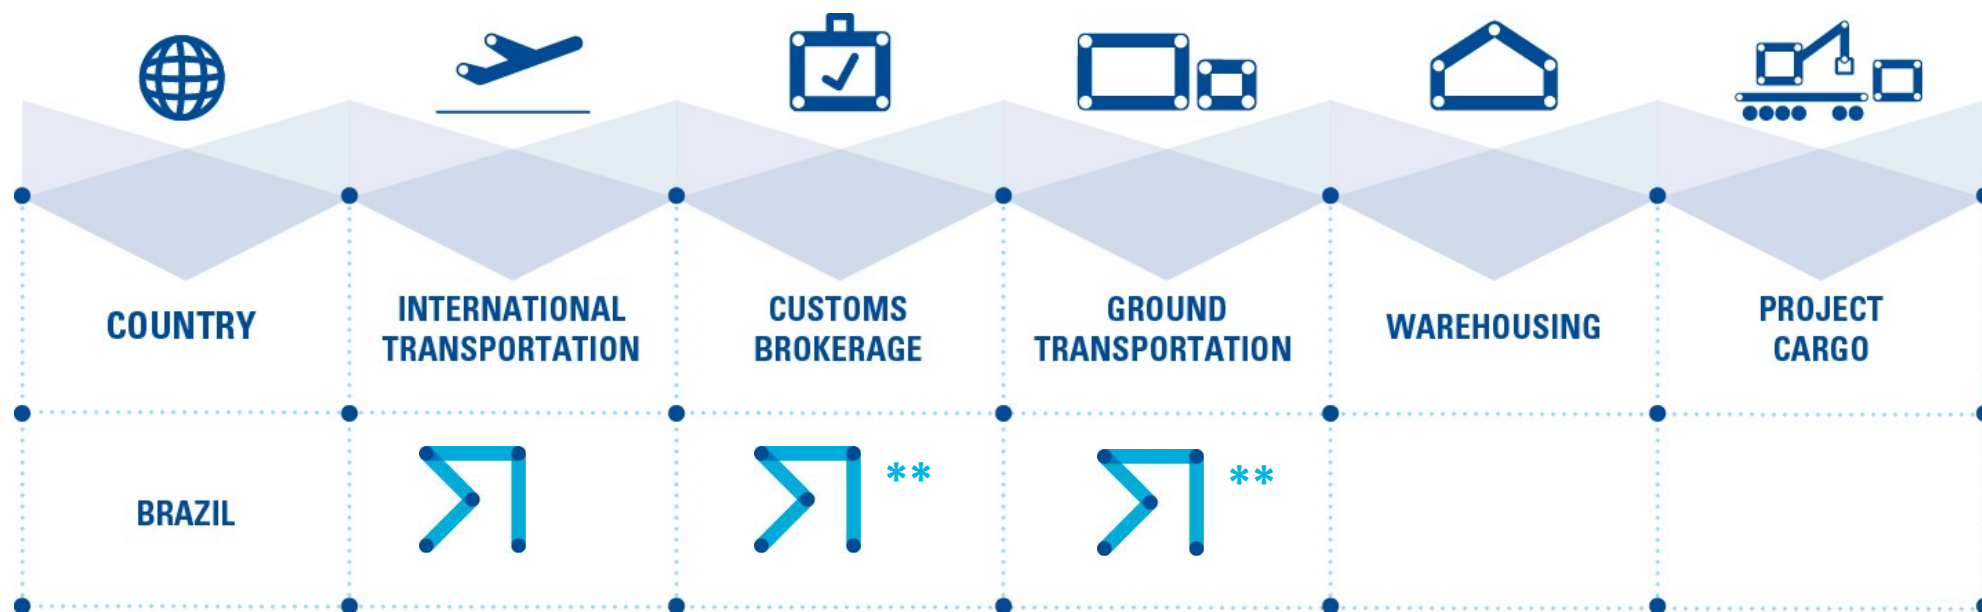 COUNTRY
INTERNATIONAL
TRANSPORTATION
CUSTOMS
BROKERAGE
GROUND
TRANSPORTATION
WAREHOUSING
PROJECT
CARGO
BRAZIL
**
**